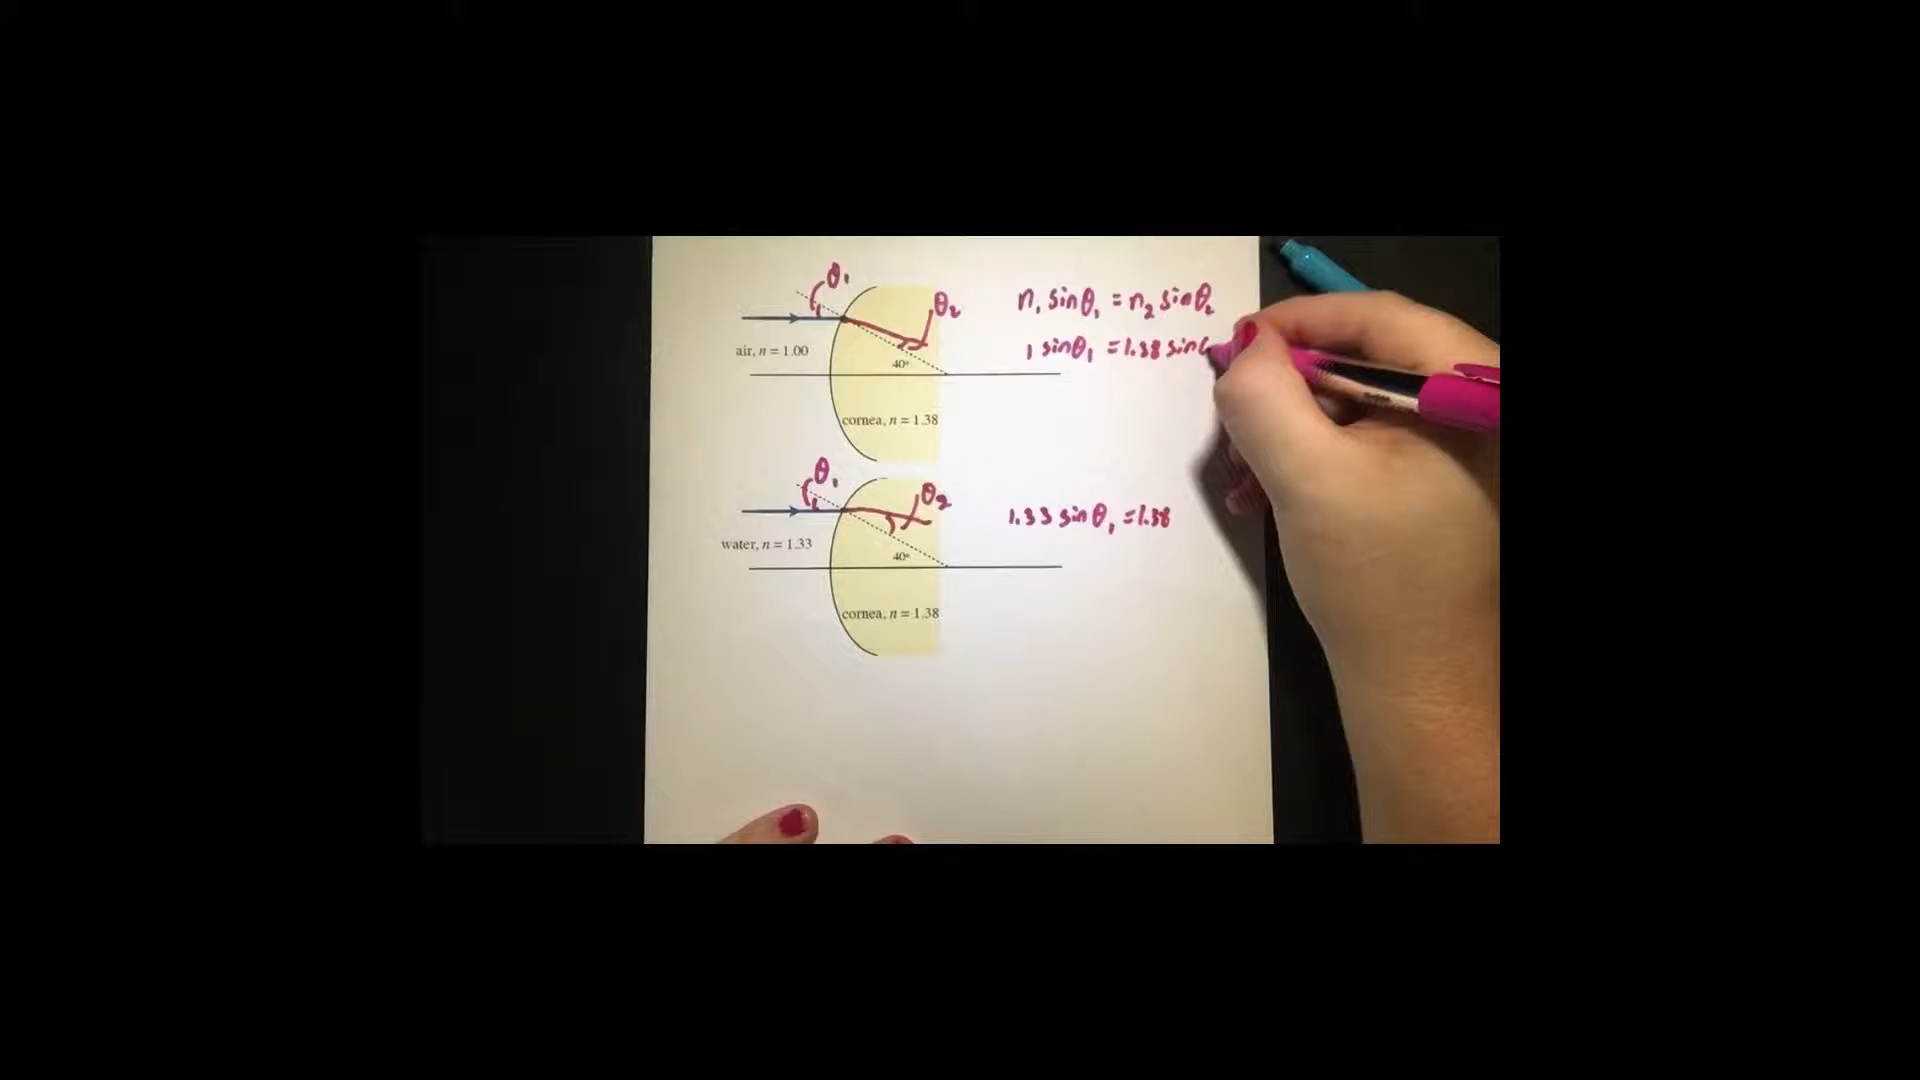 θ₁
θ₂
n₁ sinθ₁ = n₂ sinθ₂
air, n = 1.00
1 sinθ₁ = 1.38 sin
40°
cornea, n = 1.38
θ₁
θ₂
1.33 sinθ₁ = 1.38
water, n = 1.33
40°
cornea, n = 1.38